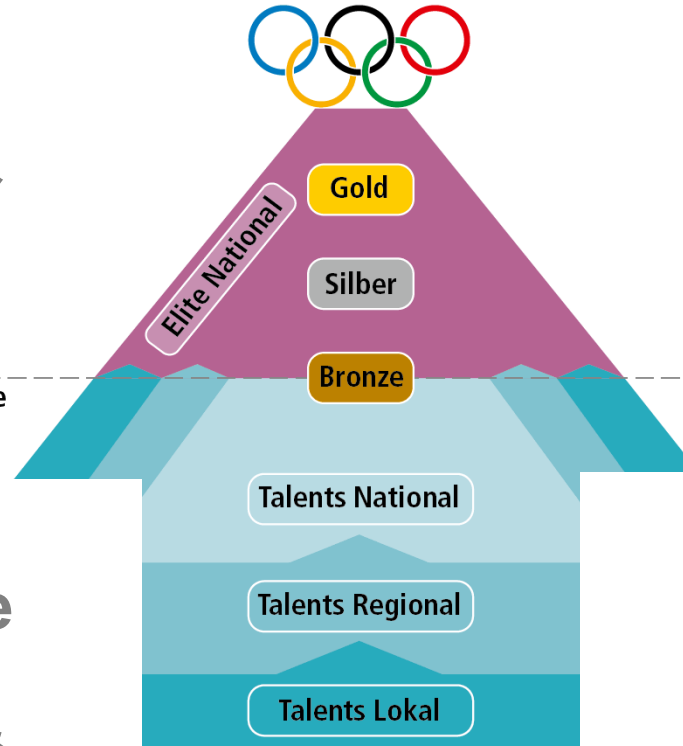 Gold
Elite National
Silber
Bronze
e
Talents National
Talents Regional
e
Talents Lokal